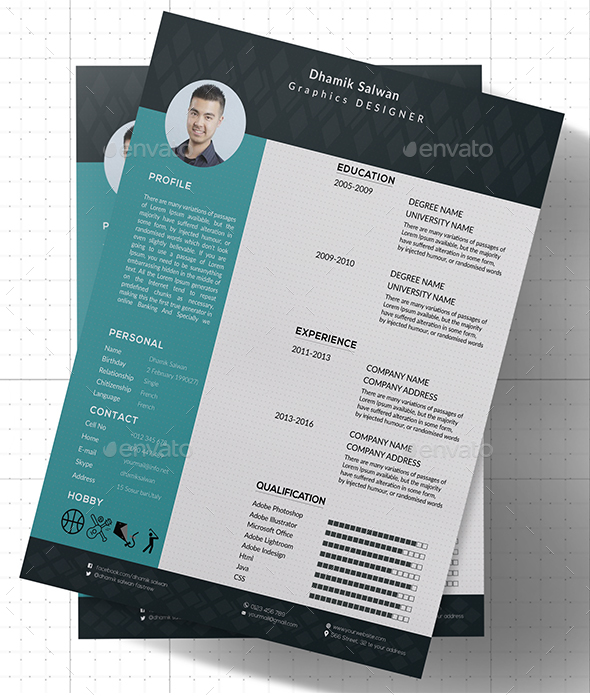 Dhamik Salwan
Graphics DESIGNER
PROFILE
There are many variations of passages
of Lorem Ipsum available, but the
majority have suffered alteration in
some form, by injected humour, or
randomised words which don't look
even slightly believable. If you are
going to use a passage of Lorem
Ipsum, you need to be sureanything
embarrassing hidden in the middle of
text. All the Lorem Ipsum generators
on the Internet tend to repeat
predefined chunks as necessary,
making this the first true generator in
online Banking And Specially we
PERSONAL
Name Dhamik Salwan
Birthday 2 February 1990(27)
Relationship Single
Chitizenship French
Language French
CONTACT
Cell No +012 345 678
Home
E-mail yourmail@info.net
Skype dhamiksalwan
Address 15 Sonur bari, Italy
HOBBY
facebook.com/dhamik salwan
@dhamik salwan fastrew
EDUCATION
2005-2009
DEGREE NAME
UNIVERSITY NAME
There are many variations of passages of
Lorem Ipsum available, but the majority
have suffered alteration in some form,
by injected humour, or randomised words
2009-2010
DEGREE NAME
UNIVERSITY NAME
There are many variations of passages of
Lorem Ipsum available, but the majority
have suffered alteration in some form,
by injected humour, or randomised words
EXPERIENCE
2011-2013
COMPANY NAME
COMPANY ADDRESS
There are many variations of passages of
Lorem Ipsum available, but the majority
have suffered alteration in some form,
by injected humour, or randomised words
2013-2016
COMPANY NAME
COMPANY ADDRESS
There are many variations of passages of
Lorem Ipsum available, but the majority
have suffered alteration in some form,
by injected humour, or randomised words
QUALIFICATION
Adobe Photoshop
Adobe Illustrator
Microsoft Office
Adobe Lightroom
Adobe Indesign
Html
Java
CSS
0123 456 789
yourmail@gmail.com
www.yourwebsite.com
566 Street, 32 te your address
address
envato
envato
envato
envato